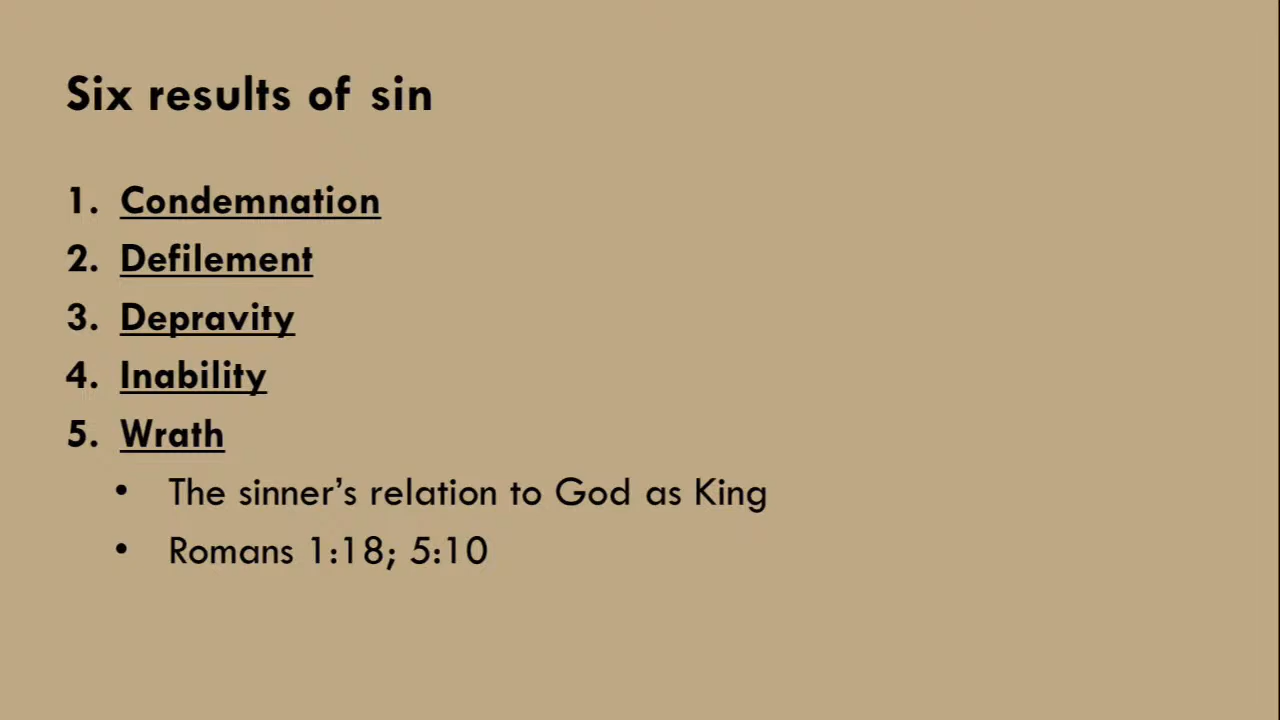 Six results of sin
1. Condemnation
2. Defilement
3. Depravity
4. Inability
5. Wrath
• The sinner’s relation to God as King
• Romans 1:18; 5:10